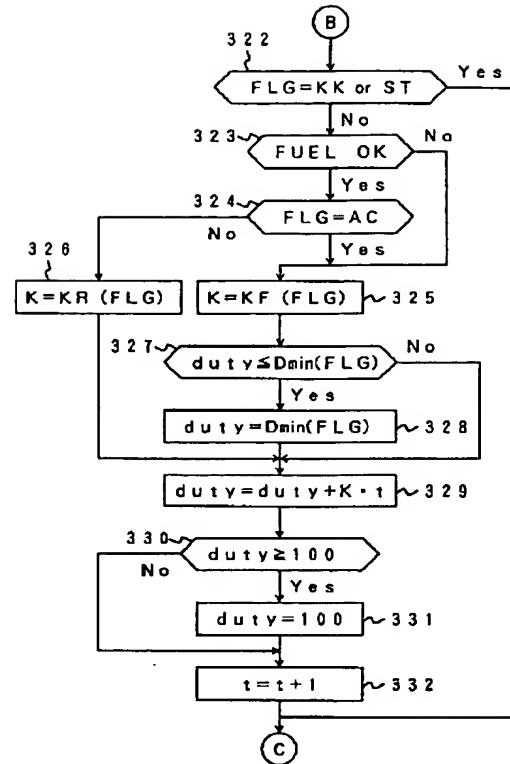 B
322
Yes
FLG=KK or ST
No
323
No
FUEL OK
324
Yes
FLG=AC
No
Yes
326
K=KR (FLG)
K=KF (FLG)
325
327
No
duty≦Dmin(FLG)
Yes
duty=Dmin(FLG)
328
duty=duty+K・t
329
330
duty≧100
No
Yes
duty=100
331
t=t+1
332
C